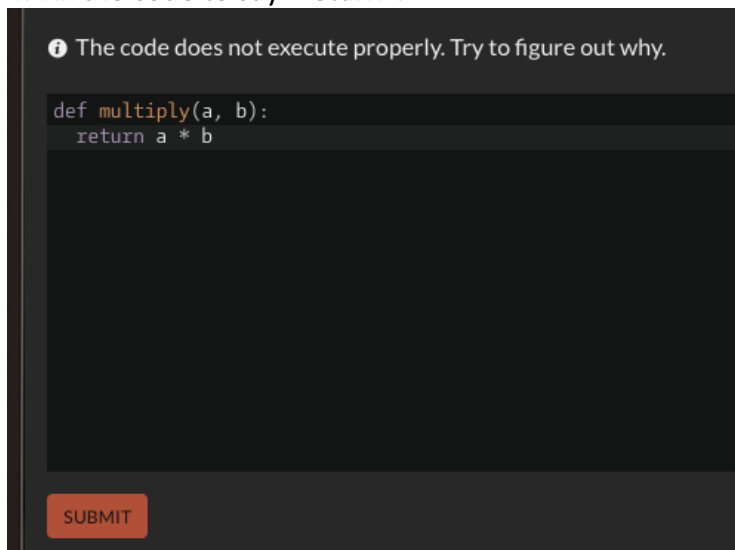 The code does not execute properly. Try to figure out why.
def multiply(a, b):
  return a * b
SUBMIT